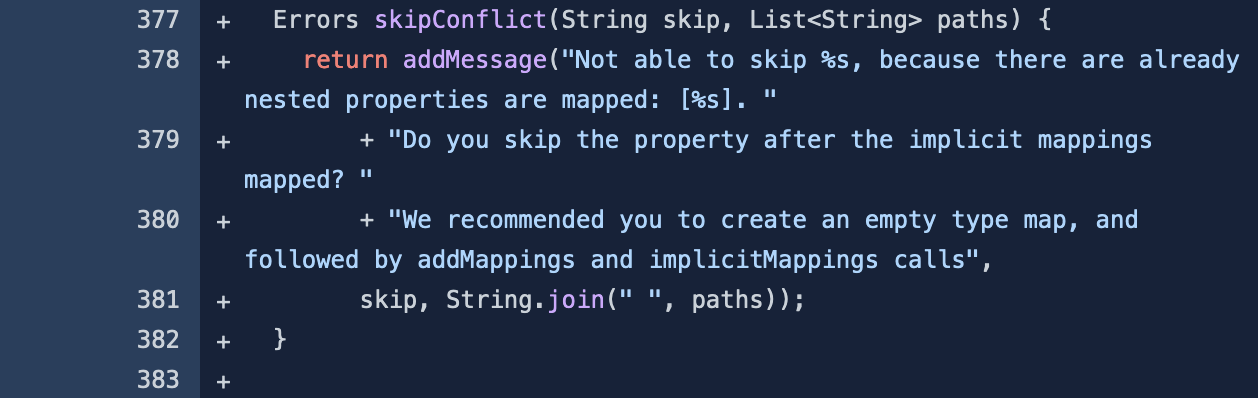 377 + Errors skipConflict(String skip, List<String> paths) {
378 + return addMessage("Not able to skip %s, because there are already
nested properties are mapped: [%s]. "
379 + + "Do you skip the property after the implicit mappings
mapped? "
380 + + "We recommended you to create an empty type map, and
followed by addMappings and implicitMappings calls",
381 + skip, String.join(" ", paths));
382 + }
383 +